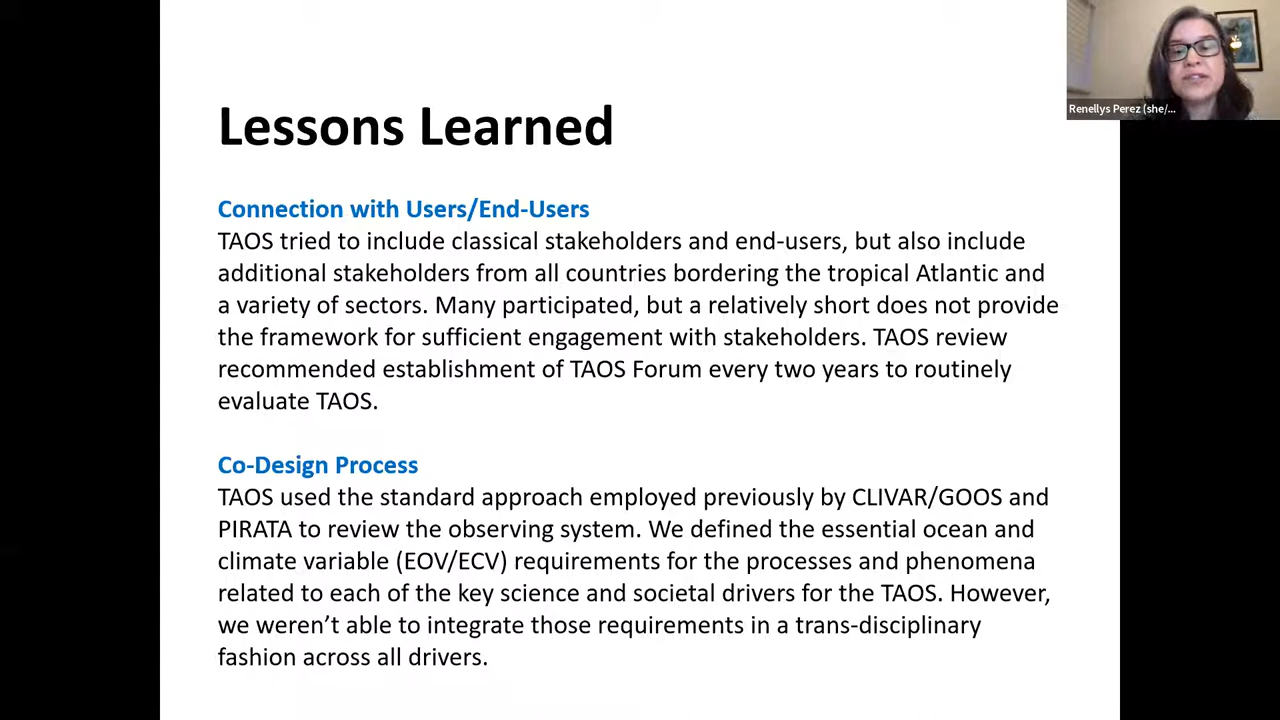 Lessons Learned
Connection with Users/End-Users
TAOS tried to include classical stakeholders and end-users, but also include
additional stakeholders from all countries bordering the tropical Atlantic and
a variety of sectors. Many participated, but a relatively short does not provide
the framework for sufficient engagement with stakeholders. TAOS review
recommended establishment of TAOS Forum every two years to routinely
evaluate TAOS.
Co-Design Process
TAOS used the standard approach employed previously by CLIVAR/GOOS and
PIRATA to review the observing system. We defined the essential ocean and
climate variable (EOV/ECV) requirements for the processes and phenomena
related to each of the key science and societal drivers for the TAOS. However,
we weren’t able to integrate those requirements in a trans-disciplinary
fashion across all drivers.
Renellys Perez (she/...